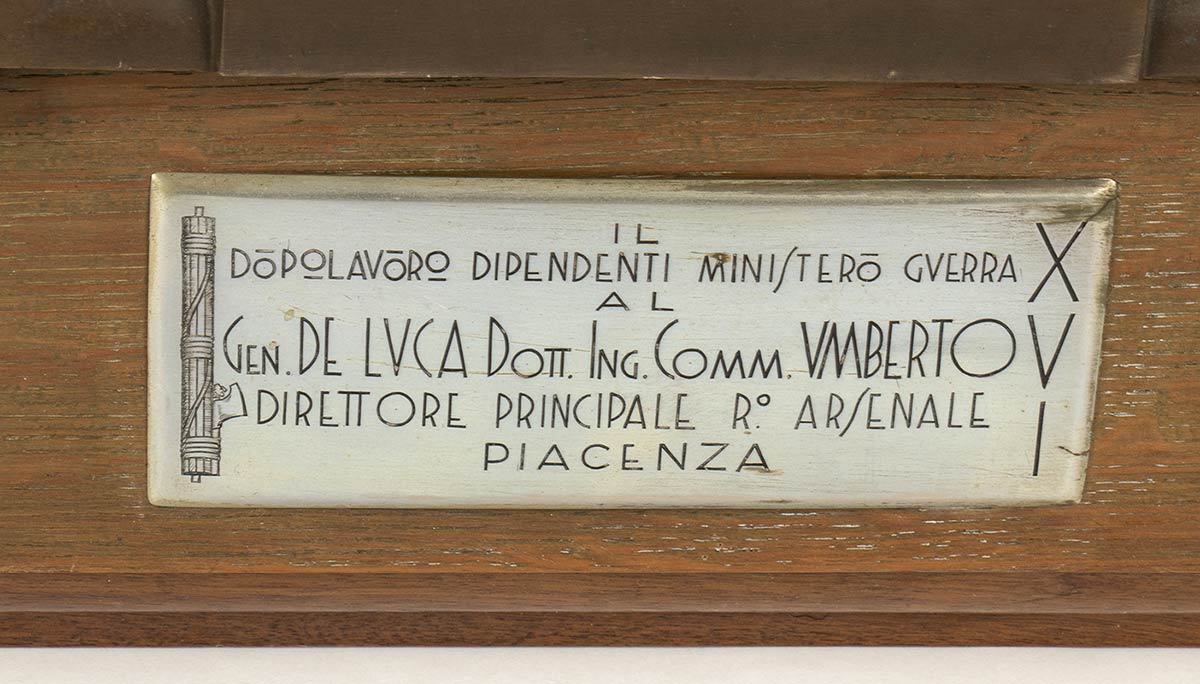 IL
DOPOLAVORO DIPENDENTI MINISTERO GVERRA
AL
GEN. DE LVCA DOTT. ING. COMM. VMBERTO
DIRETTORE PRINCIPALE R.º ARSENALE
PIACENZA
X
V
I